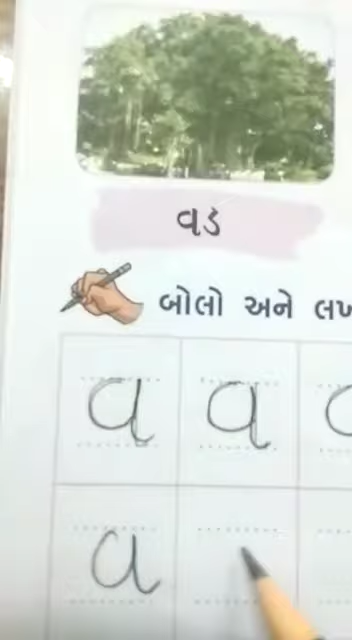 વડ
બોલો અને
વ વ
વ